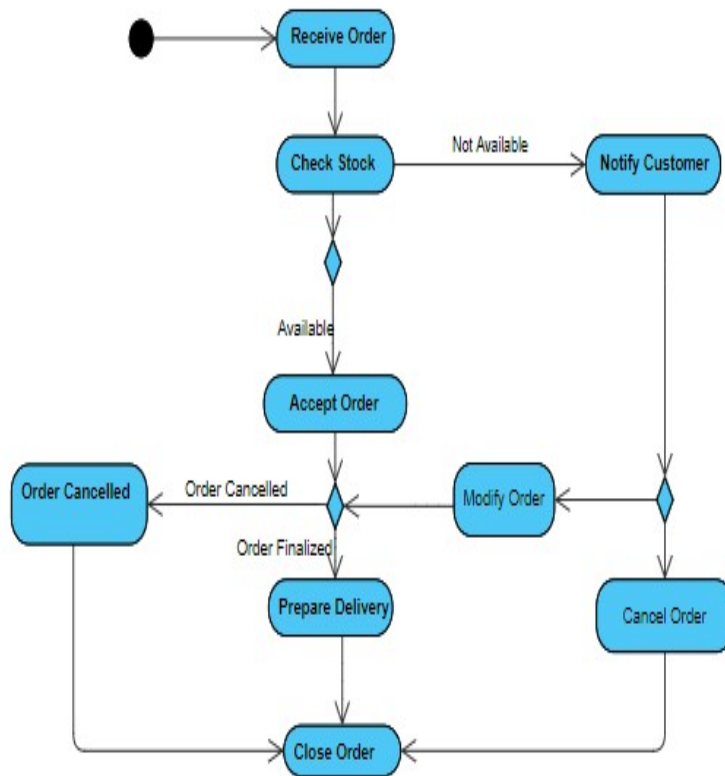 Receive Order
Not Available
Check Stock
Notify Customer
Available
Accept Order
Order Cancelled
Order Cancelled
Modify Order
Order Finalized
Prepare Delivery
Cancel Order
Close Order